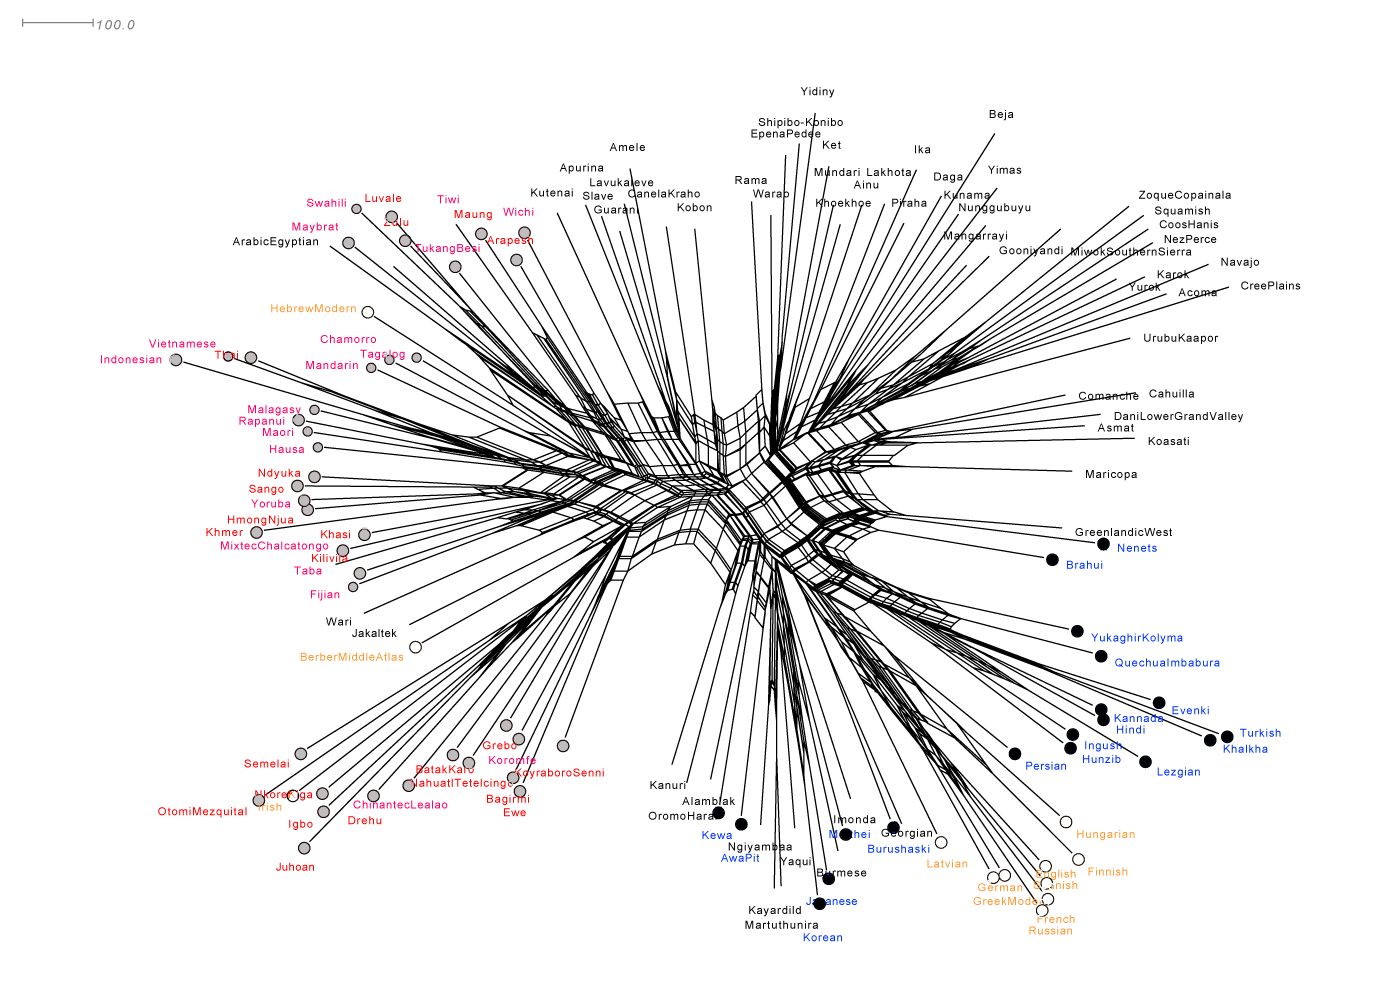 100.0
Yidiny
Beja
Shipibo-Konibo
EpenaPedee
Ket
Amele
Ika
Apurina
Mundari
Lakhota
Yimas
Daga
Lavukaleve
Rama
Ainu
Kutenai
Slave
CanelaKraho
Warao
Kunama
ZoqueCopainala
Luvale
Tiwi
Swahili
Khoekhoe
Piraha
Guarani
Kobon
Nunggubuyu
Squamish
Maung
Wichi
Zulu
CoosHanis
Maybrat
Mangarrayi
NezPerce
Arapesh
ArabicEgyptian
TukangBesi
Gooniyandi
MiwokSouthernSierra
Navajo
Karok
Yurok
CreePlains
Acoma
HebrewModern
UrubuKaapor
Chamorro
Vietnamese
Thai
Tagalog
Indonesian
Mandarin
Comanche
Cahuilla
Malagasy
DaniLowerGrandValley
Rapanui
Asmat
Maori
Koasati
Hausa
Ndyuka
Maricopa
Sango
Yoruba
HmongNjua
Khmer
Khasi
GreenlandicWest
MixtecChalcatongo
Nenets
Kilivila
Brahui
Taba
Fijian
Wari
Jakaltek
YukaghirKolyma
BerberMiddleAtlas
QuechuaImbabura
Evenki
Kannada
Hindi
Turkish
Grebo
Ingush
Khalkha
Koromfe
Hunzib
Semelai
Persian
BatakKaro
KoyraboroSenni
Lezgian
NahuatlTetelcingo
Kanuri
NkoreKiga
Bagirmi
Alamblak
ChinantecLealao
Irish
OtomiMezquital
Ewe
OromoHarar
Drehu
Igbo
Imonda
Kewa
Meithei
Georgian
Hungarian
Ngiyambaa
Burushaski
AwaPit
Yaqui
Latvian
Juhoan
Burmese
Finnish
English
German
Spanish
Japanese
GreekModern
Kayardild
French
Martuthunira
Russian
Korean